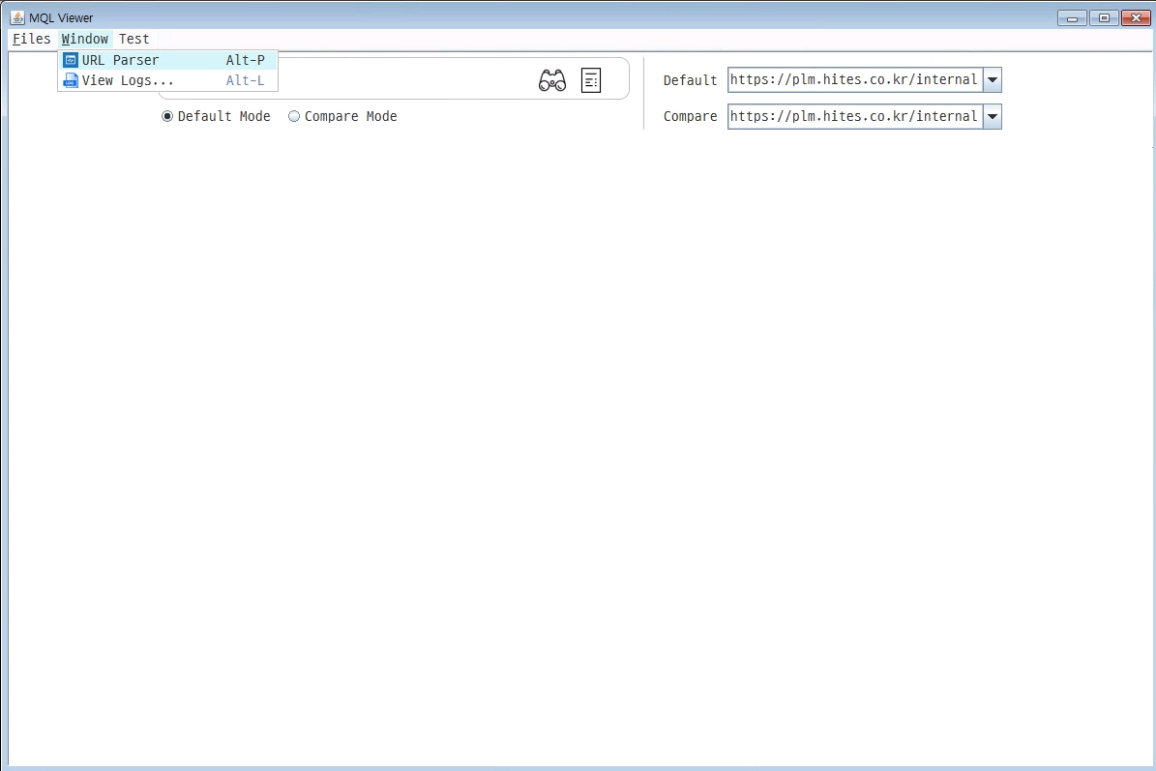 MQL Viewer
Files Window Test
URL Parser Alt-P
View Logs... Alt-L
Default https://plm.hites.co.kr/internal
Default Mode Compare Mode
Compare https://plm.hites.co.kr/internal